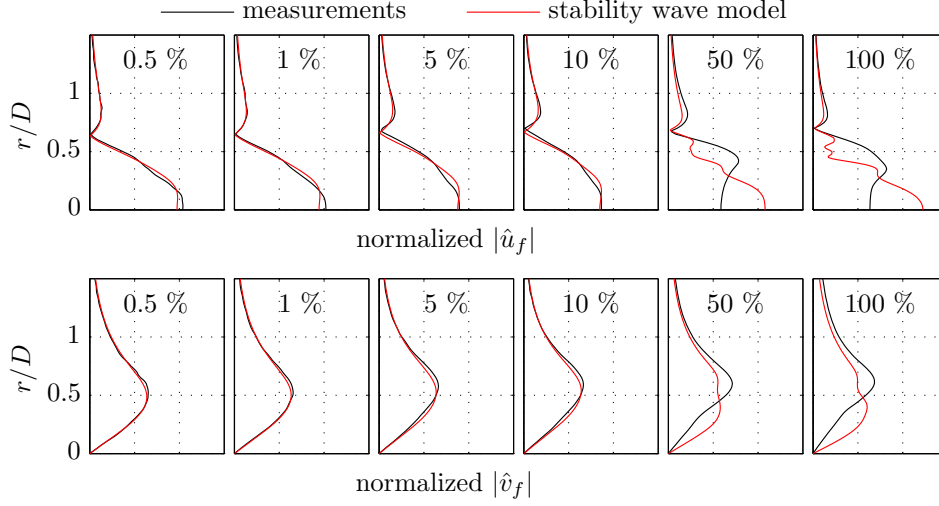 measurements stability wave model
0.5 % 1 % 5 % 10 % 50 % 100 %
1
r/D
0.5
0
normalized |û_f|
0.5 % 1 % 5 % 10 % 50 % 100 %
1
r/D
0.5
0
normalized |v̂_f|